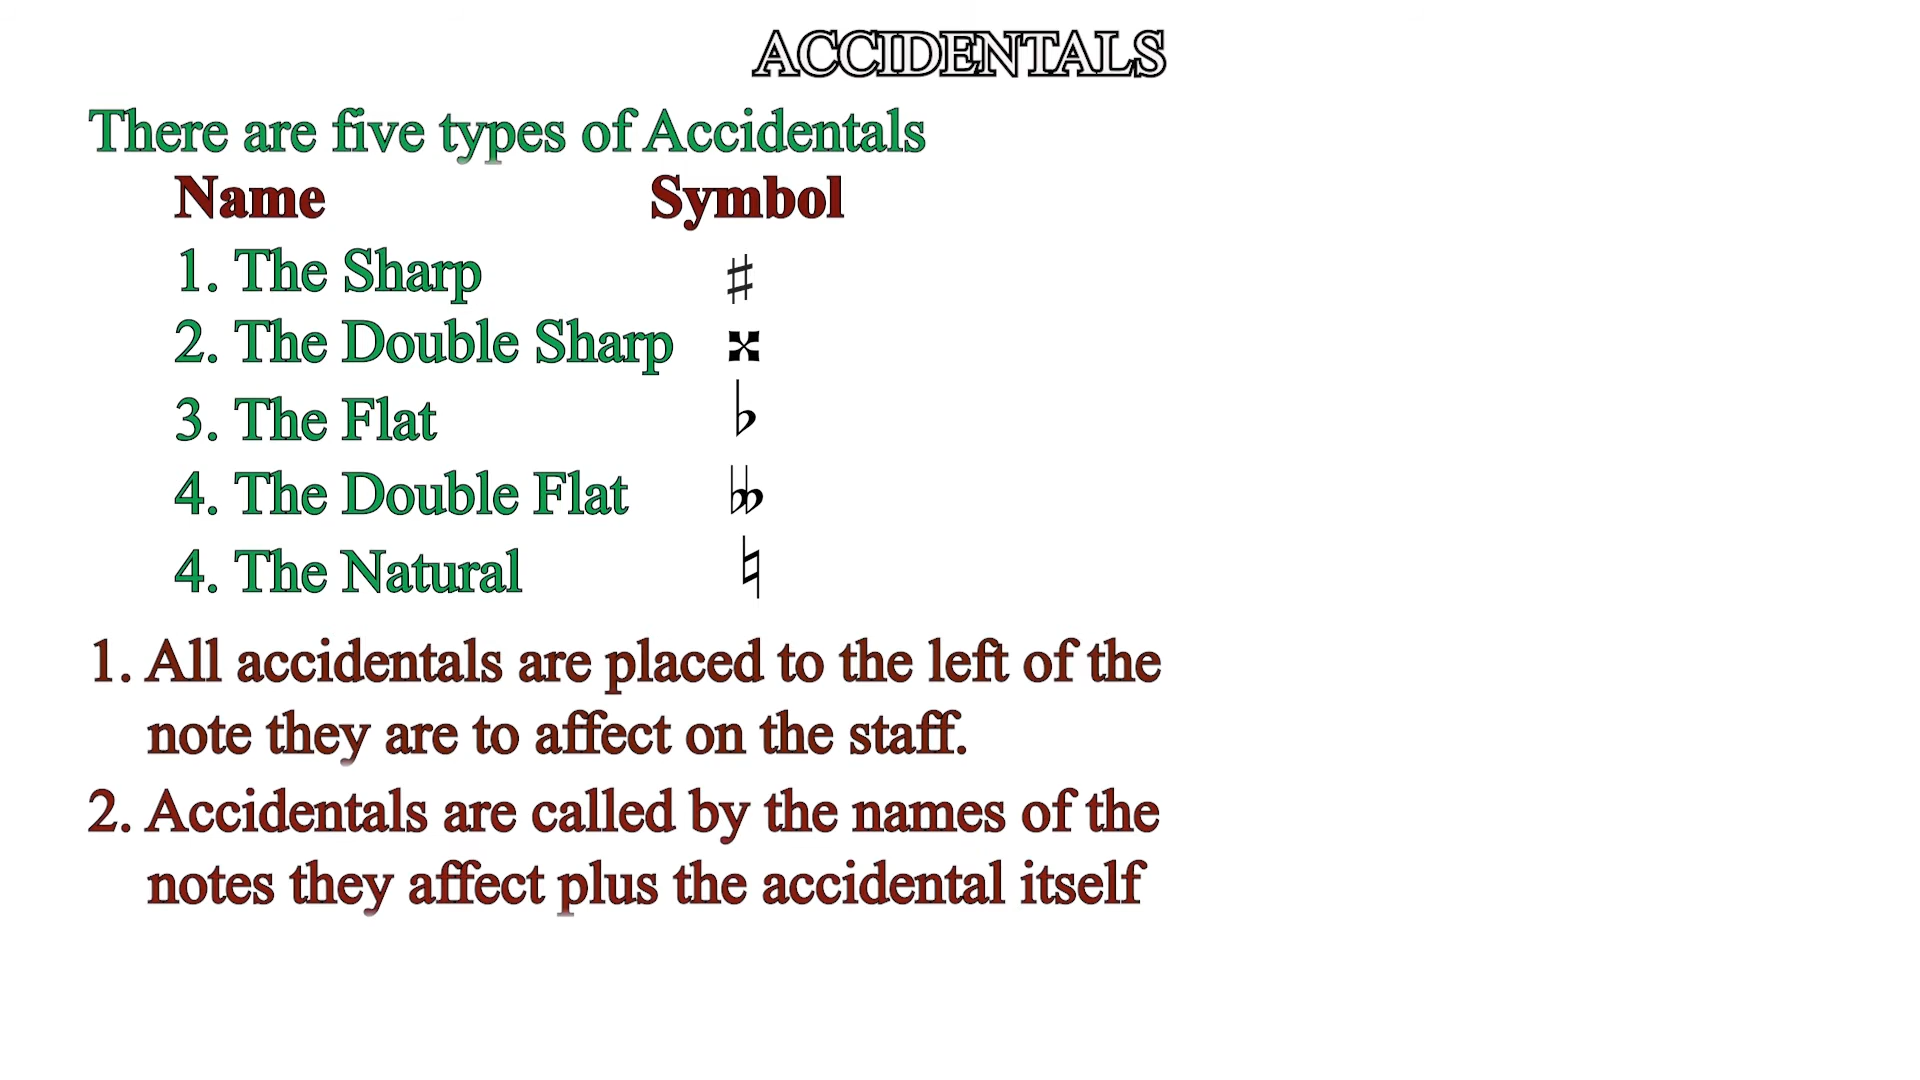 ACCIDENTALS
There are five types of Accidentals
Name Symbol
1. The Sharp ♯
2. The Double Sharp 𝄪
3. The Flat ♭
4. The Double Flat 𝄫
4. The Natural ♮
1. All accidentals are placed to the left of the
note they are to affect on the staff.
2. Accidentals are called by the names of the
notes they affect plus the accidental itself